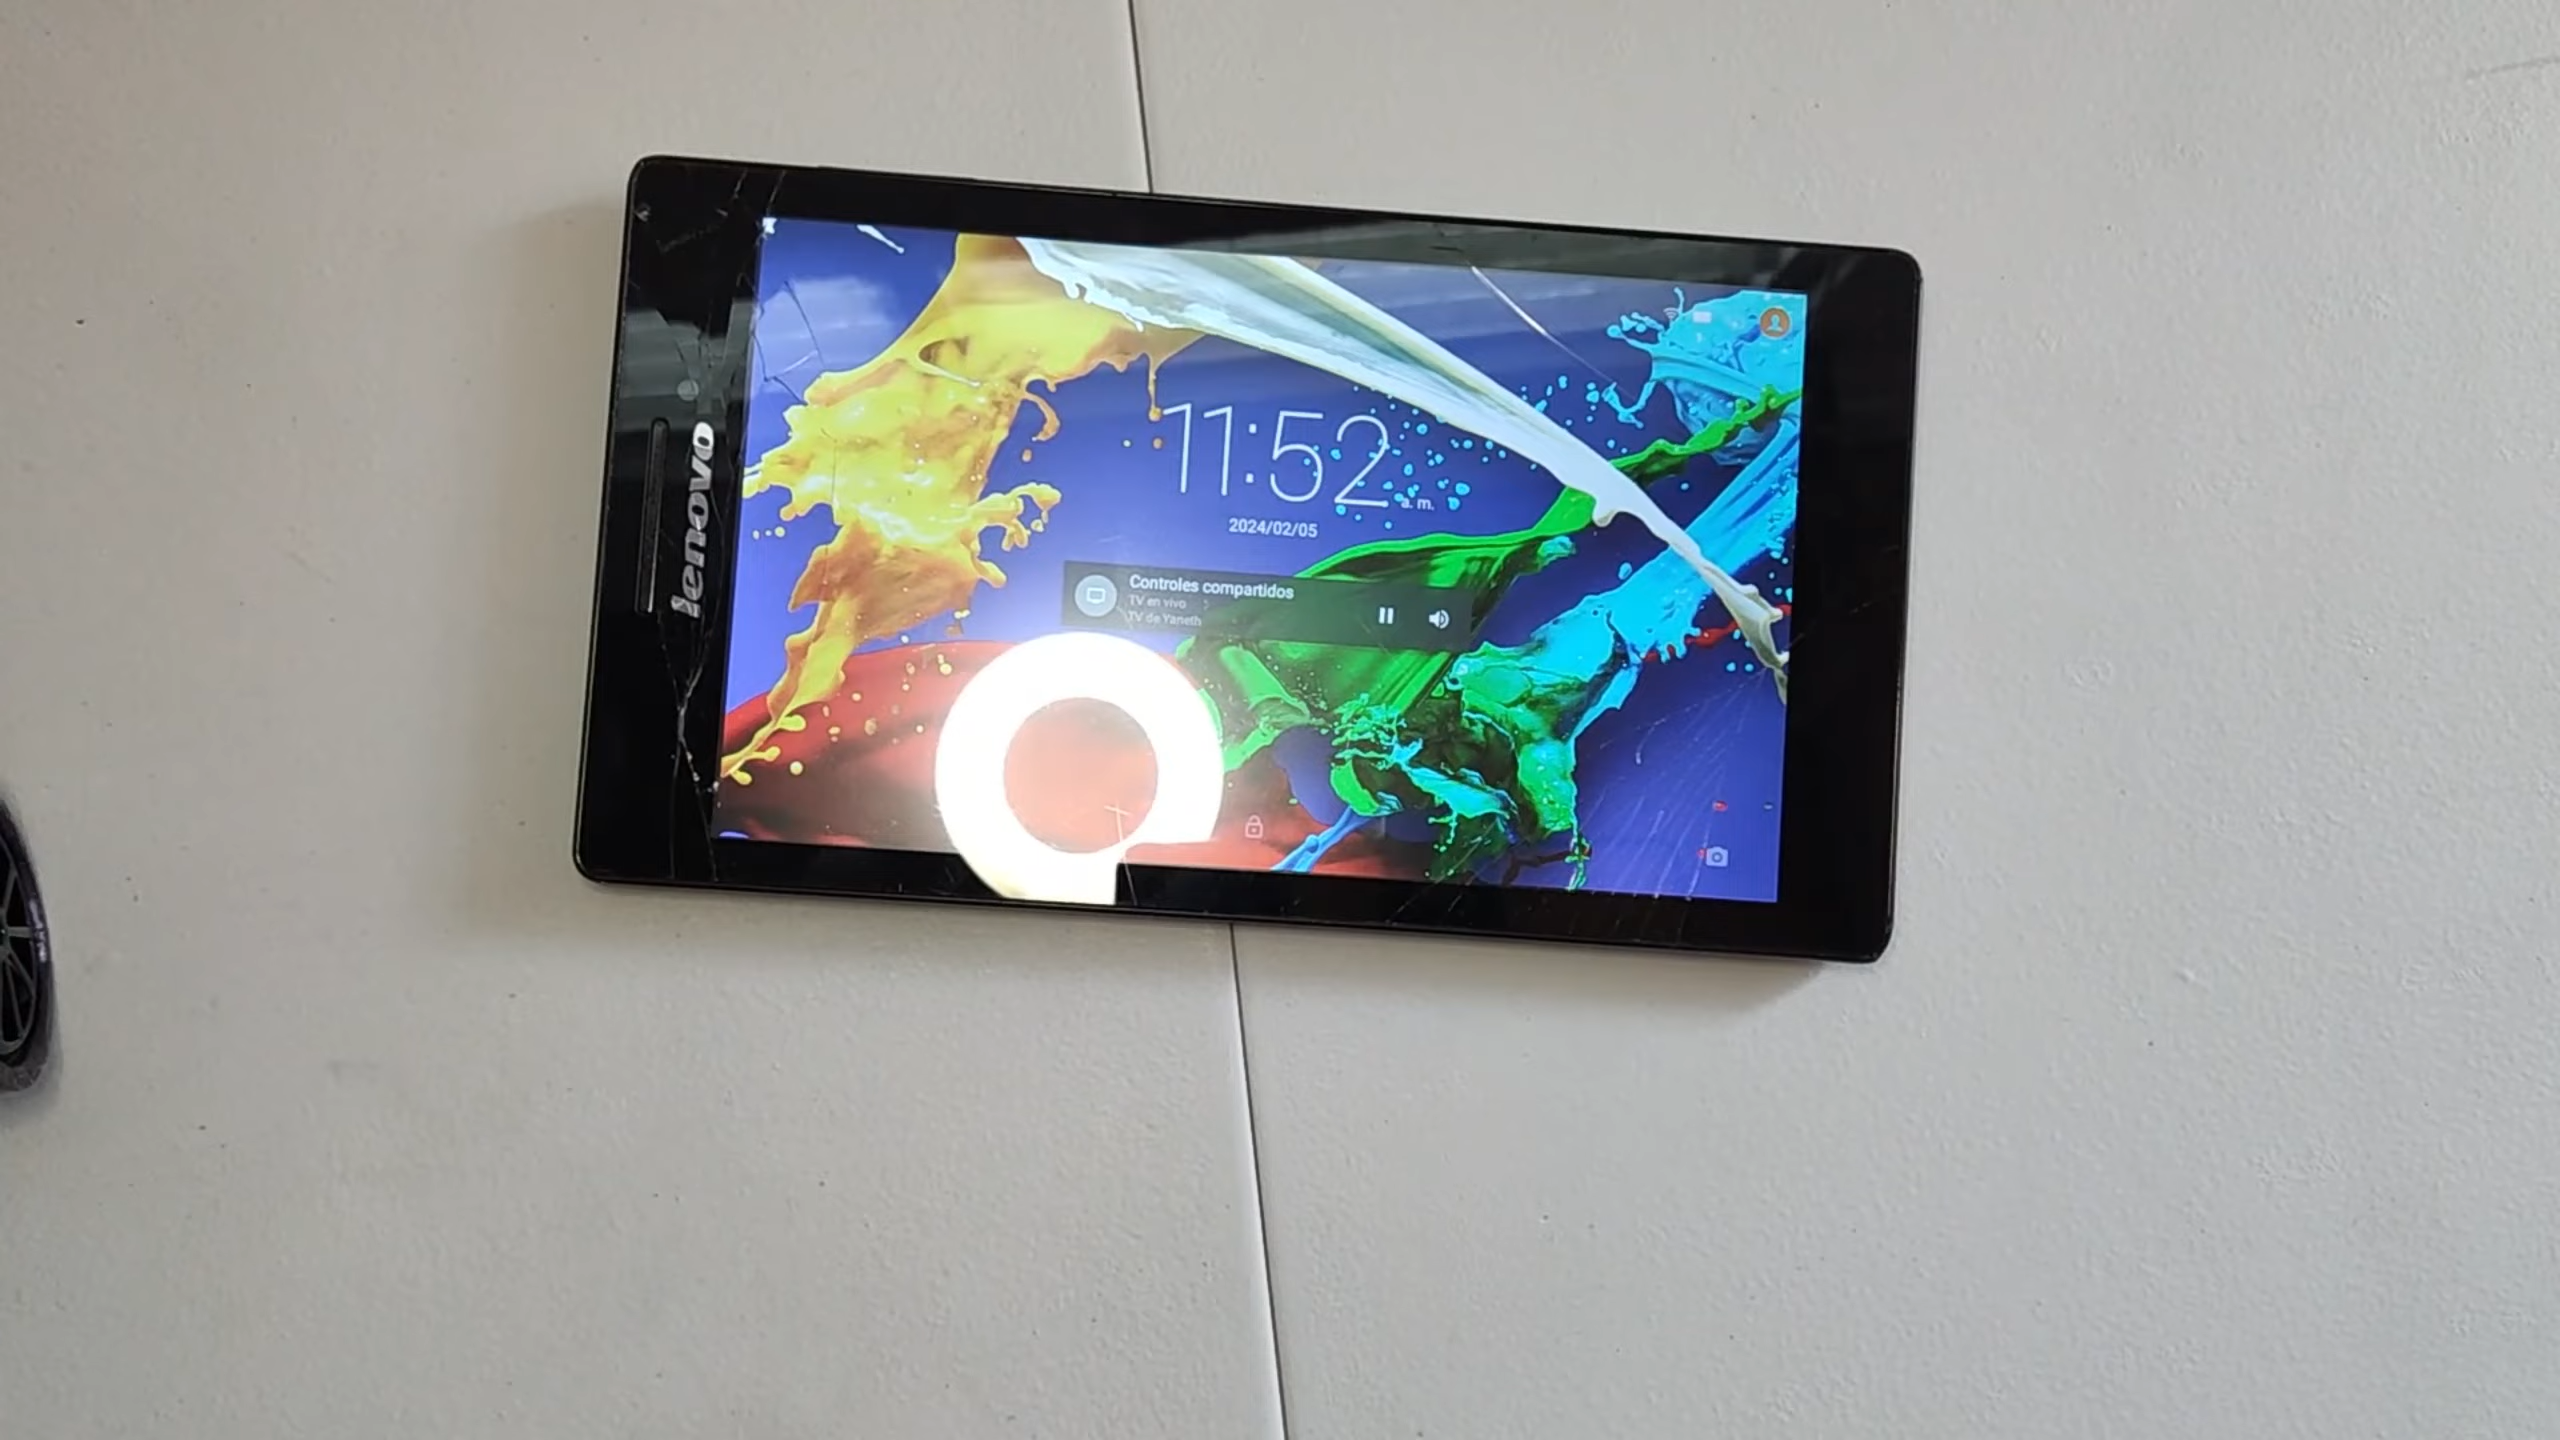 lenovo
11:52 a. m.
2024/02/05
Controles compartidos
TV en vivo
TV de Yaneth